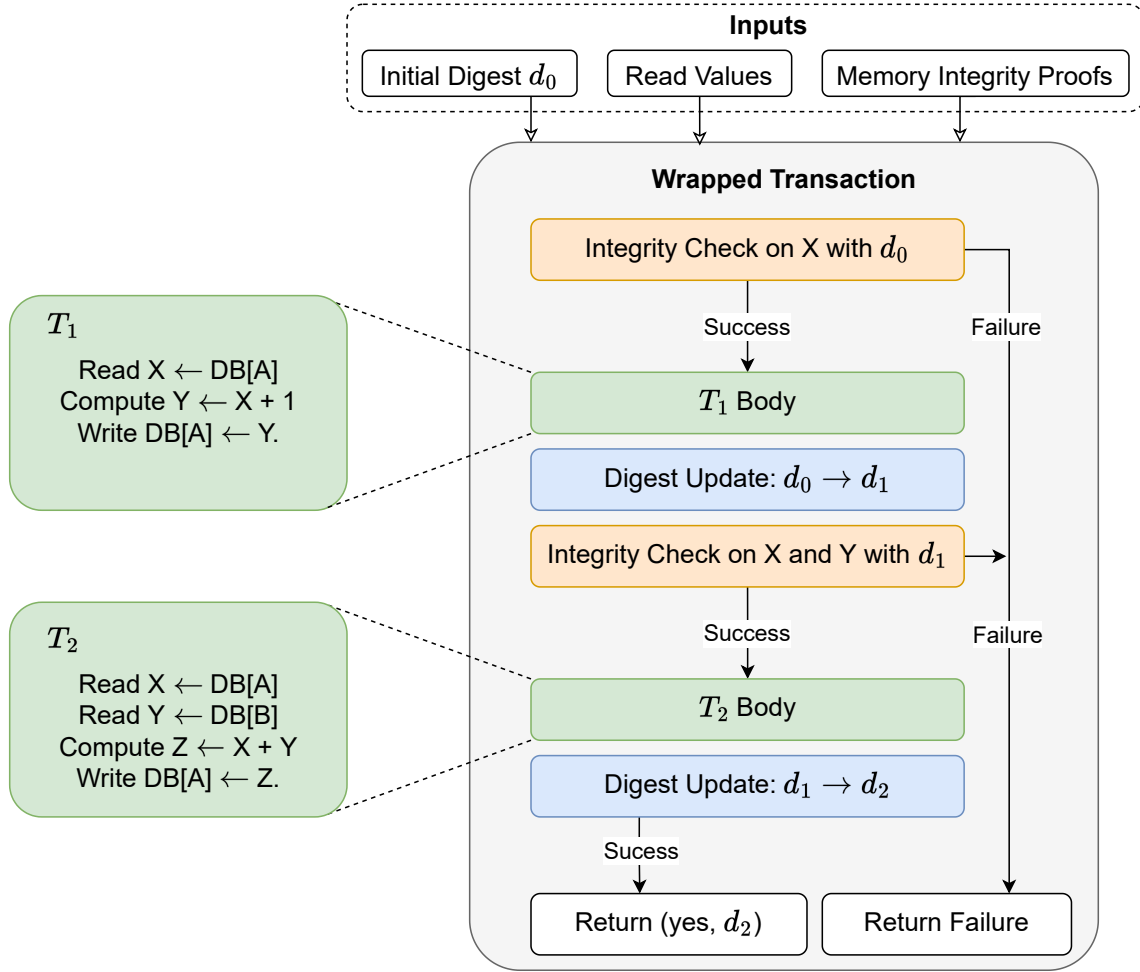 Inputs
Initial Digest d₀
Read Values
Memory Integrity Proofs
Wrapped Transaction
Integrity Check on X with d₀
Success
Failure
T₁
Read X ← DB[A]
Compute Y ← X + 1
Write DB[A] ← Y.
T₁ Body
Digest Update: d₀ → d₁
Integrity Check on X and Y with d₁
Success
Failure
T₂
Read X ← DB[A]
Read Y ← DB[B]
Compute Z ← X + Y
Write DB[A] ← Z.
T₂ Body
Digest Update: d₁ → d₂
Sucess
Return (yes, d₂)
Return Failure